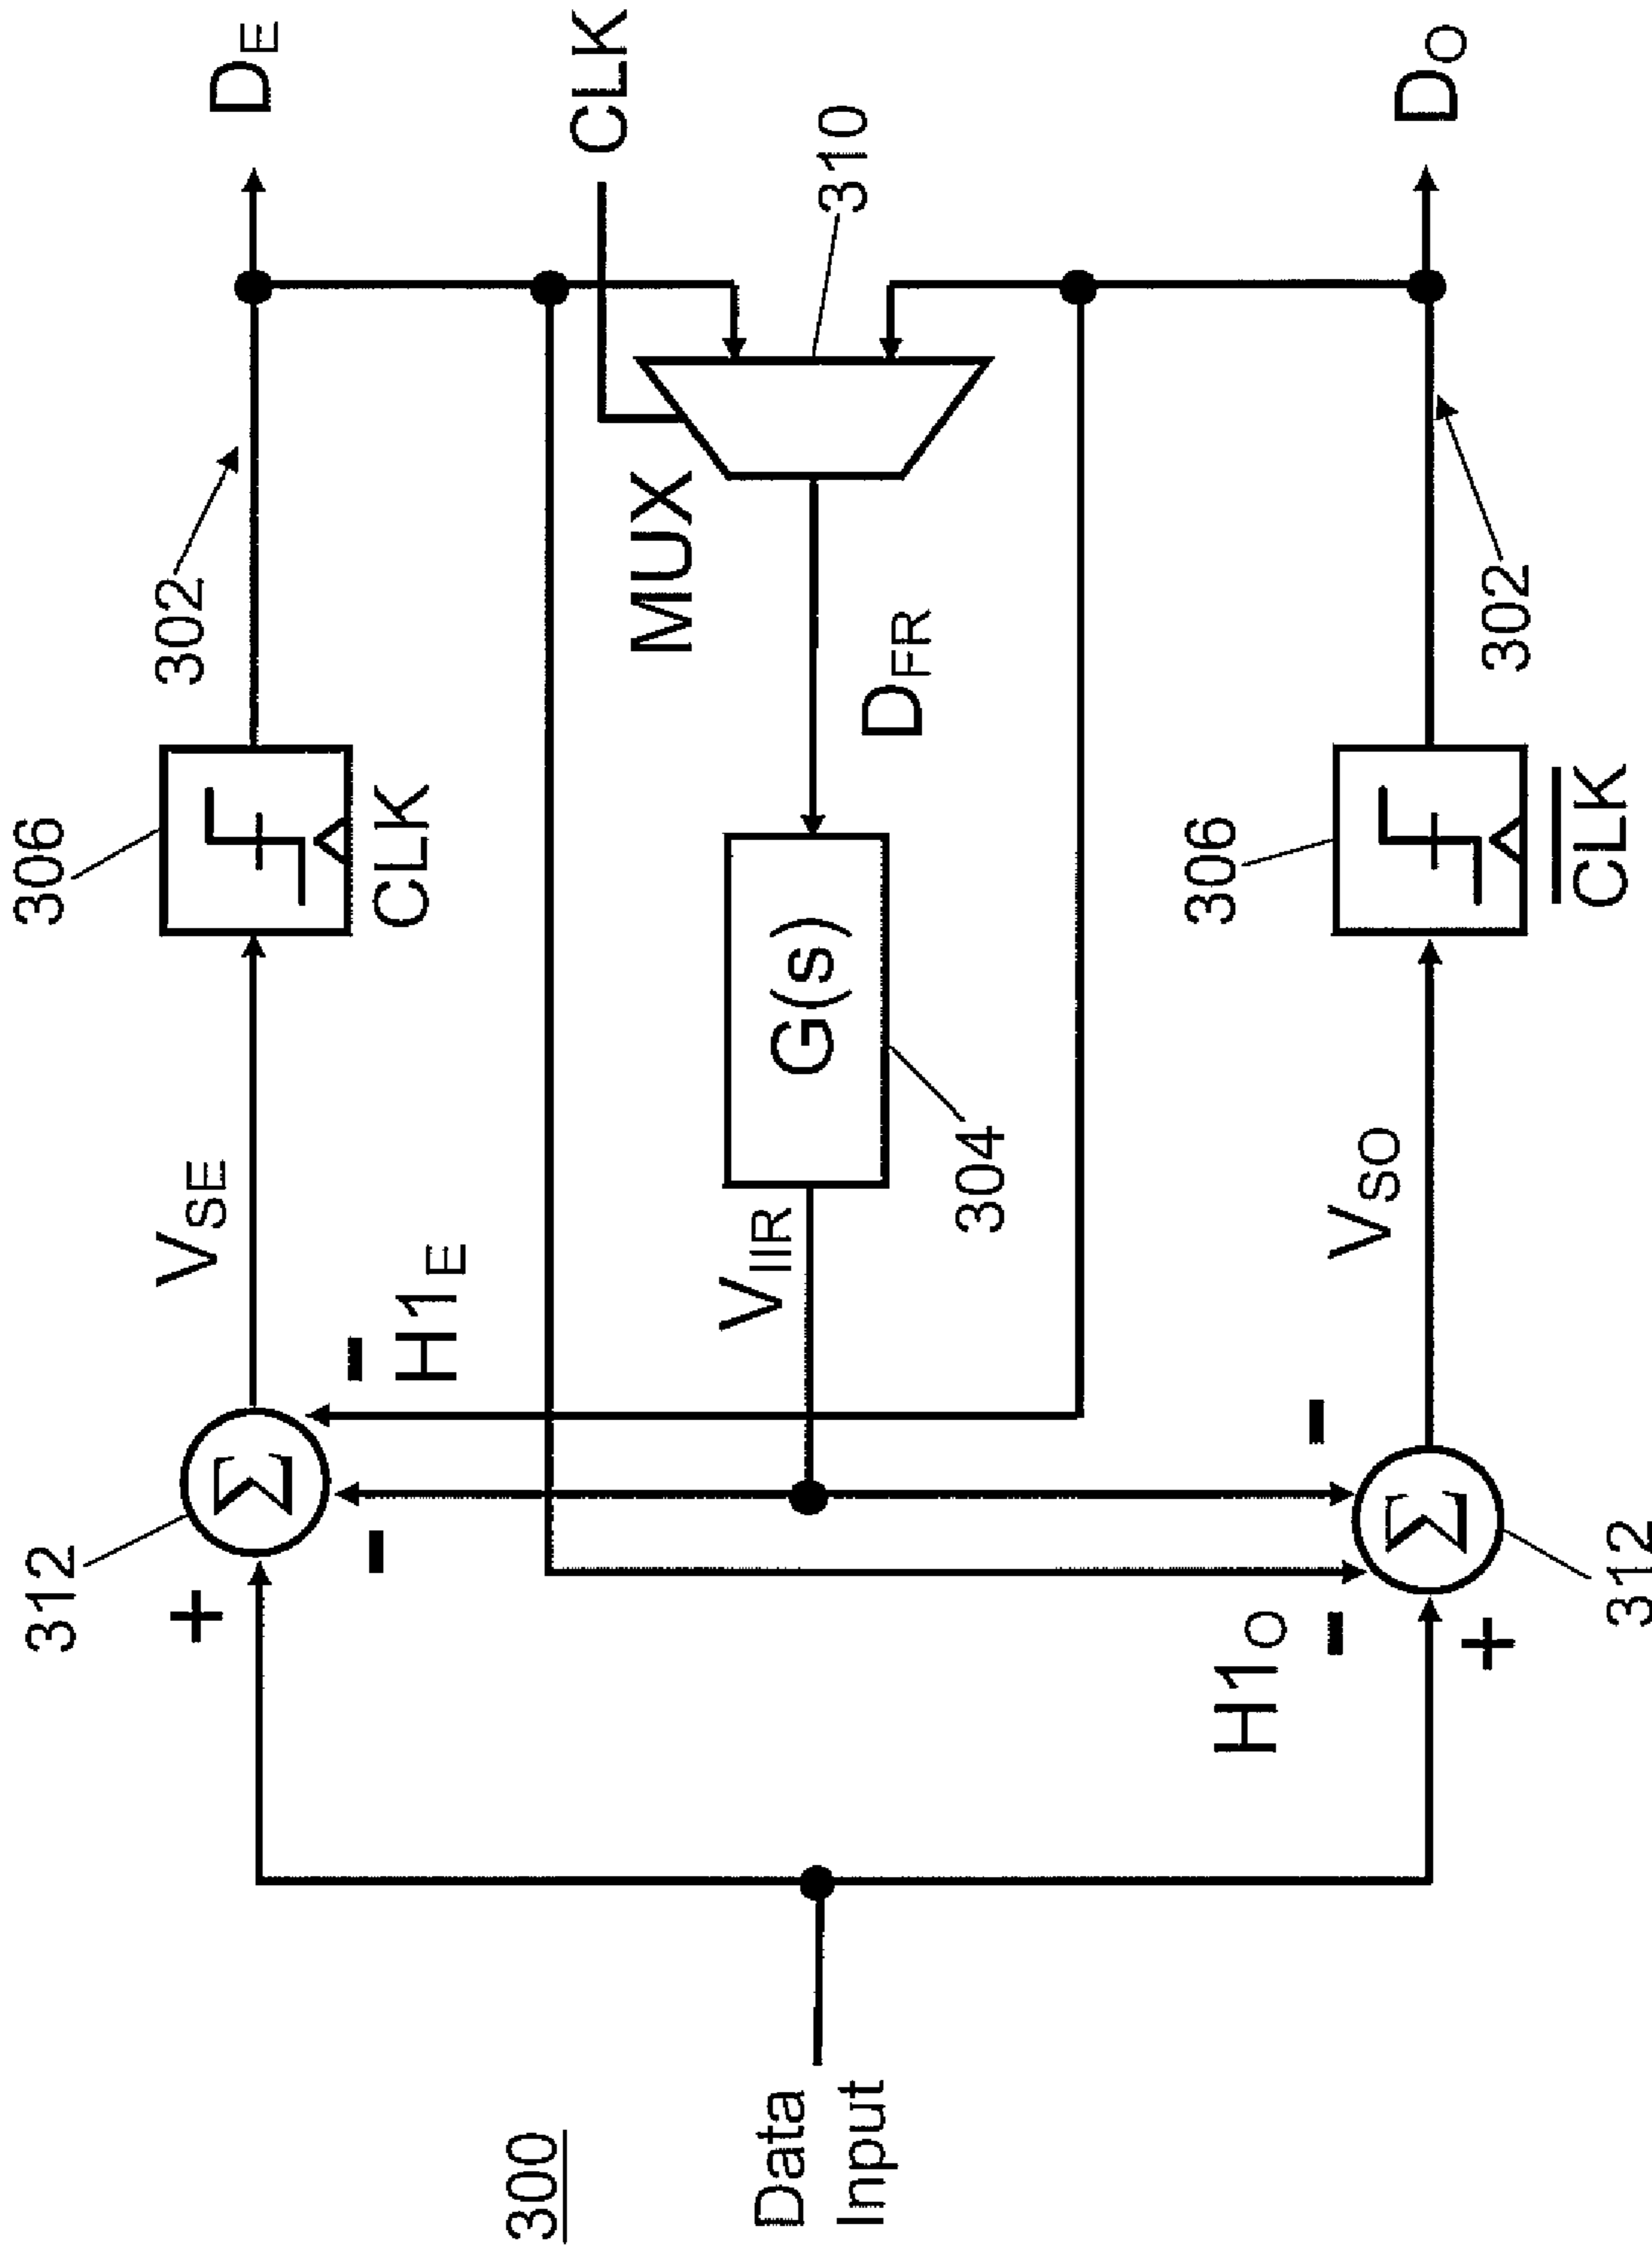 300
Data
Input
312
+
-
-
H1E
VSE
306
CLK
302
DE
CLK
310
MUX
DFR
G(s)
304
VIIR
H1O
-
-
+
312
VSO
306
C̅L̅K̅
302
DO
Σ
Σ